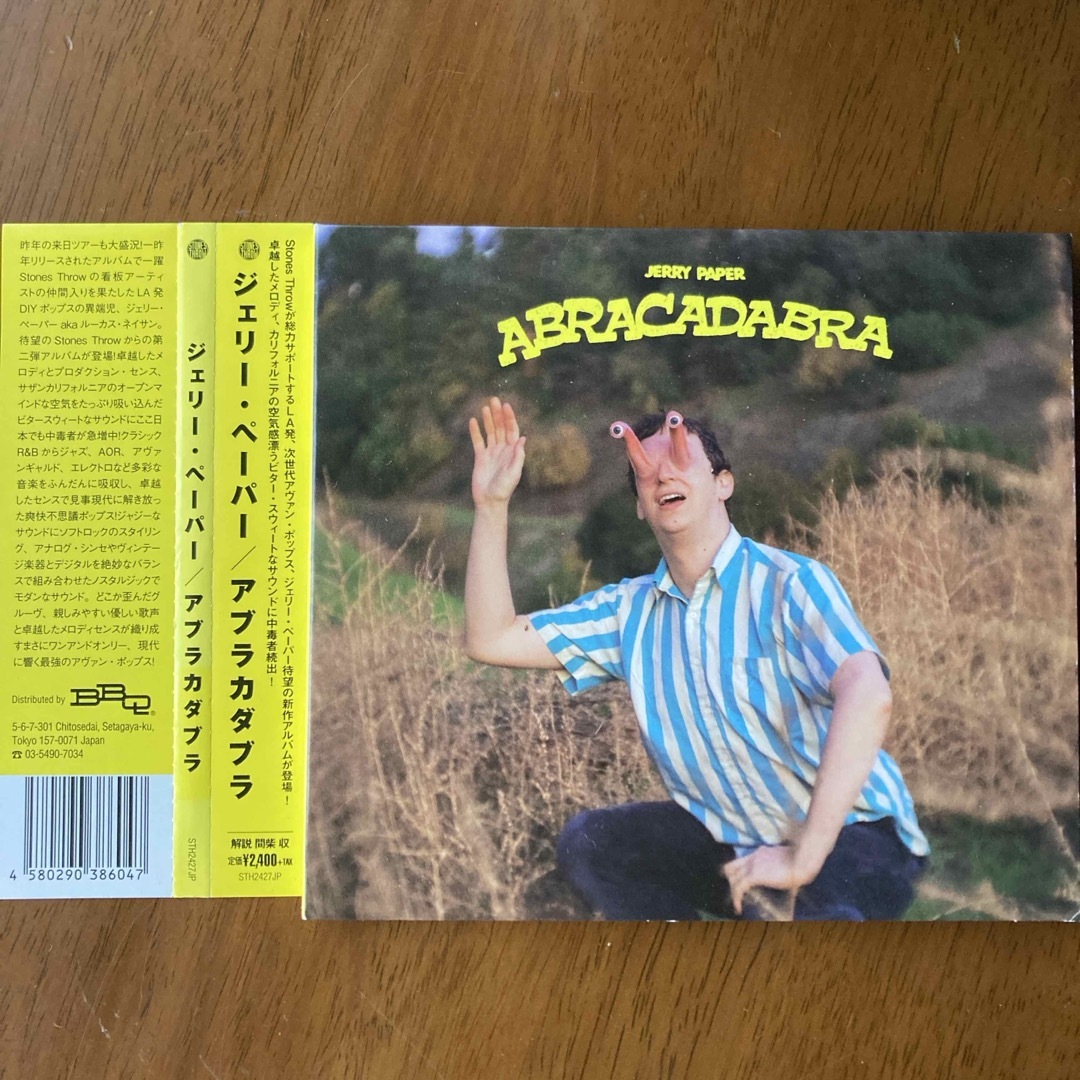 昨年の来日ツアーも大盛況!一昨
年リリースされたアルバムで一躍
Stones Throw の看板アーティ
ストの仲間入りを果たした LA 発
DIY ポップスの異端児、ジェリー・
ペーパー aka ルーカス・ネイサン。
待望の Stones Throw からの第
二弾アルバムが登場!卓越したメ
ロディとプロダクション・センス、
サザンカリフォルニアのオープンマ
インドな空気をたっぷり吸い込んだ
ビタースウィートなサウンドにここ日
本でも中毒者が急増中!クラシック
R&B からジャズ、AOR、アヴァ
ンギャルド、エレクトロなど多彩な
音楽をふんだんに吸収し、卓越
したセンスで見事現代に解き放っ
た爽快不思議ポップス!ジャジーな
サウンドにソフトロックのスタイリン
グ、アナログ・シンセやヴィンテー
ジ楽器とデジタルを絶妙なバラン
スで組み合わせたノスタルジックで
モダンなサウンド。どこか歪んだグ
ルーヴ、親しみやすい優しい歌声
と卓越したメロディセンスが織り成
すまさにワンアンドオンリー、現代
に響く最強のアヴァン・ポップス!
Distributed by BBQ®
5-6-7-301 Chitosedai, Setagaya-ku,
Tokyo 157-0071 Japan
☎ 03-5490-7034
4 580290 386047
STONES THROW
ジェリー・ペーパー / アブラカダブラ
STH2427JP
STONES THROW
Stones Throwが総力サポートするLA発、次世代アヴァン・ポップス、ジェリー・ペーパー待望の新作アルバムが登場!
卓越したメロディ、カリフォルニアの空気感漂うビター・スウィートなサウンドに中毒者続出!
ジェリー・ペーパー / アブラカダブラ
解説 間柴 収
定価¥2,400+TAX
STH2427JP
JERRY PAPER
ABRACADABRA